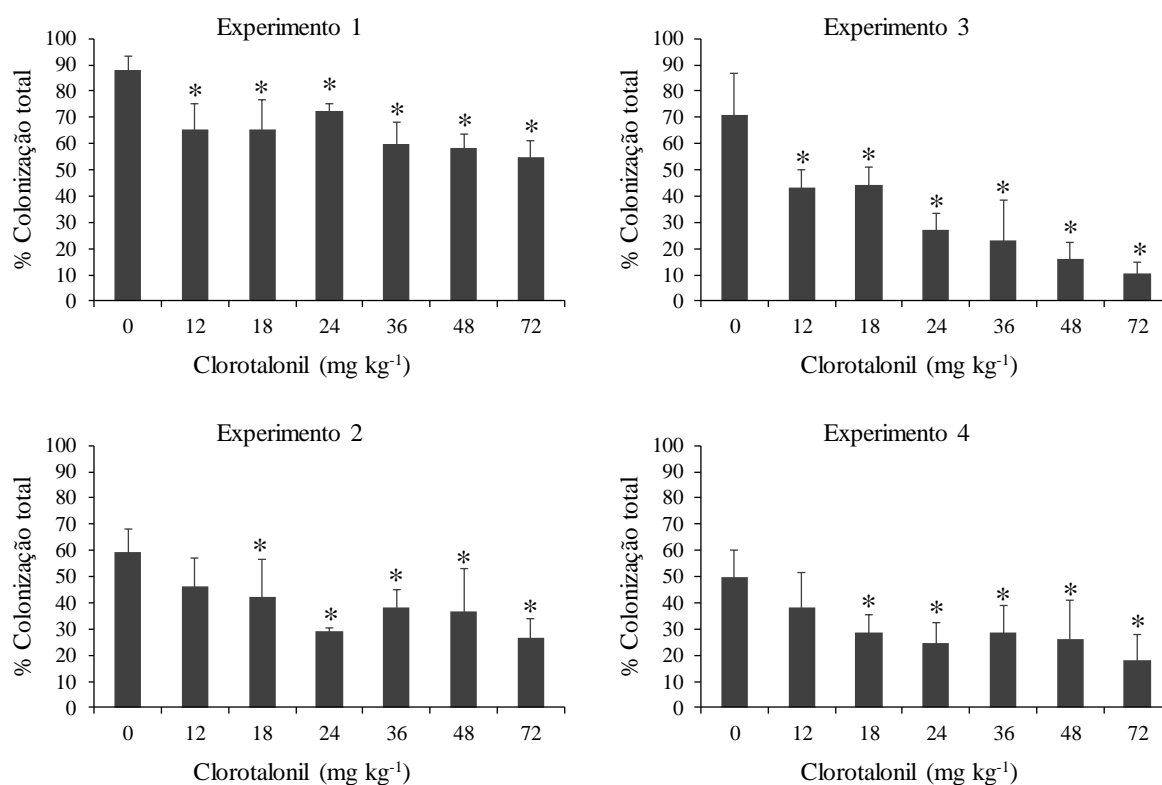 Experimento 1
% Colonização total
100
90
80
70
60
50
40
30
20
10
0
* * * * * *
0 12 18 24 36 48 72
Clorotalonil (mg kg-1)
Experimento 3
% Colonização total
100
90
80
70
60
50
40
30
20
10
0
* * * * * *
0 12 18 24 36 48 72
Clorotalonil (mg kg-1)
Experimento 2
% Colonização total
100
90
80
70
60
50
40
30
20
10
0
* * * * *
0 12 18 24 36 48 72
Clorotalonil (mg kg-1)
Experimento 4
% Colonização total
100
90
80
70
60
50
40
30
20
10
0
* * * * *
0 12 18 24 36 48 72
Clorotalonil (mg kg-1)